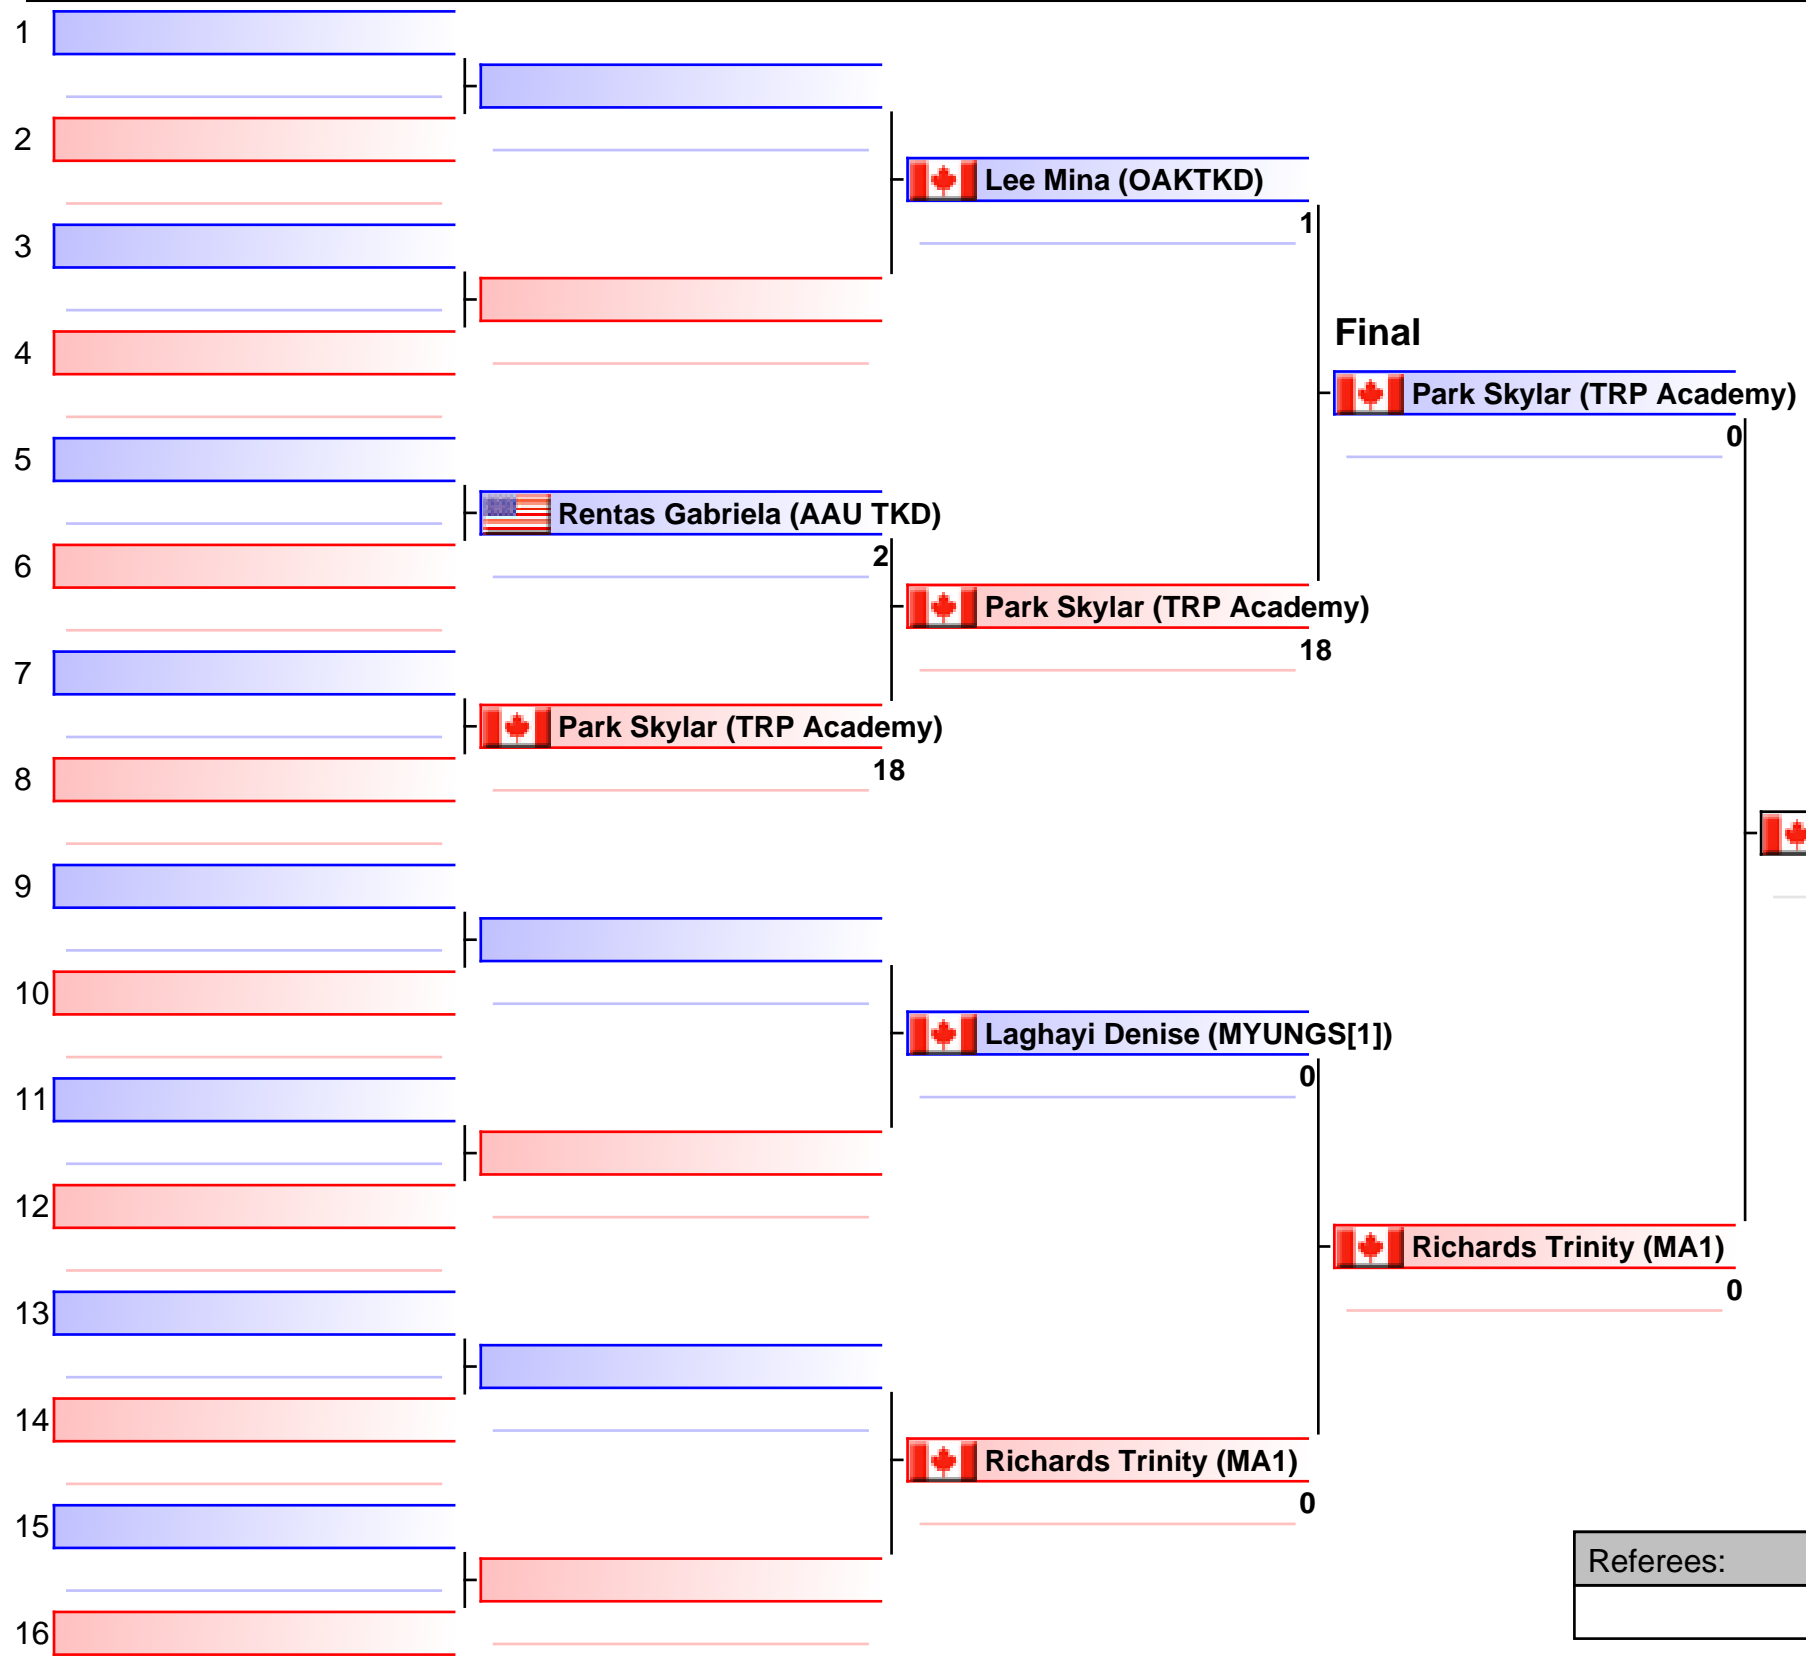 1
2
Lee Mina (OAKTKD)
1
3
Final
4
Park Skylar (TRP Academy)
0
5
Rentas Gabriela (AAU TKD)
2
6
Park Skylar (TRP Academy)
18
7
Park Skylar (TRP Academy)
18
8
9
10
Laghayi Denise (MYUNGS[1])
0
11
12
Richards Trinity (MA1)
0
13
14
Richards Trinity (MA1)
0
15
Referees:
16